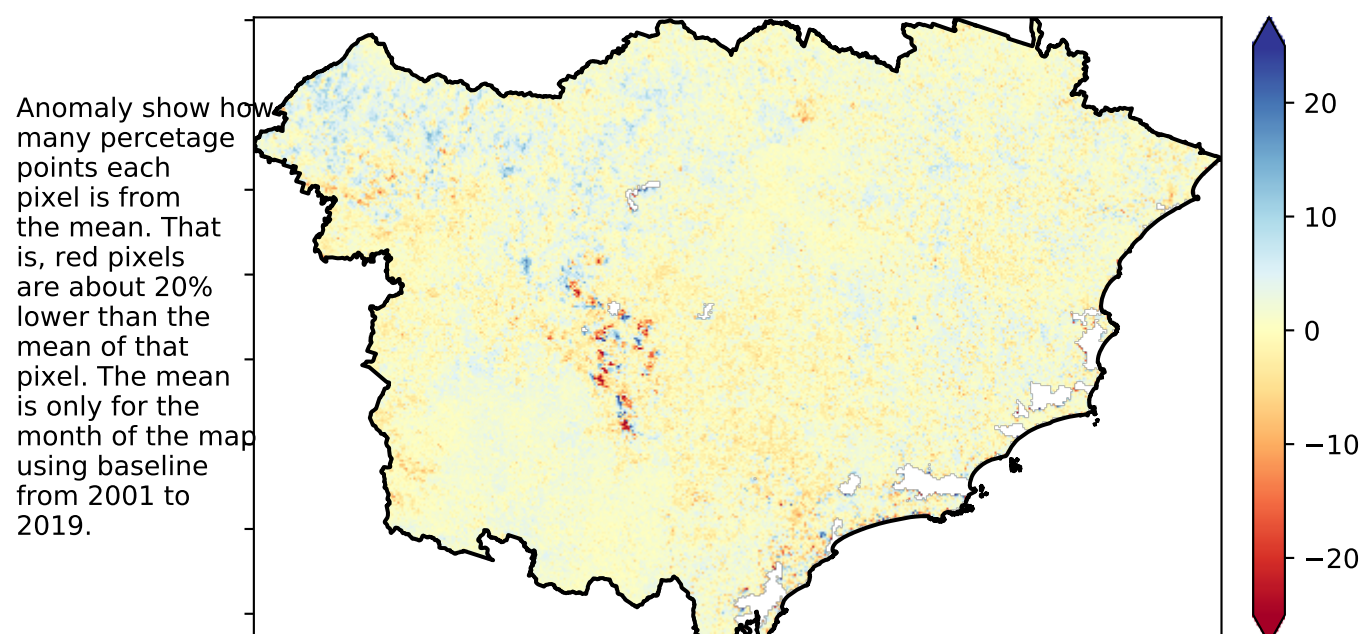 Anomaly show how
many percetage
points each
pixel is from
the mean. That
is, red pixels
are about 20%
lower than the
mean of that
pixel. The mean
is only for the
month of the map
using baseline
from 2001 to
2019.
20
10
0
−10
−20